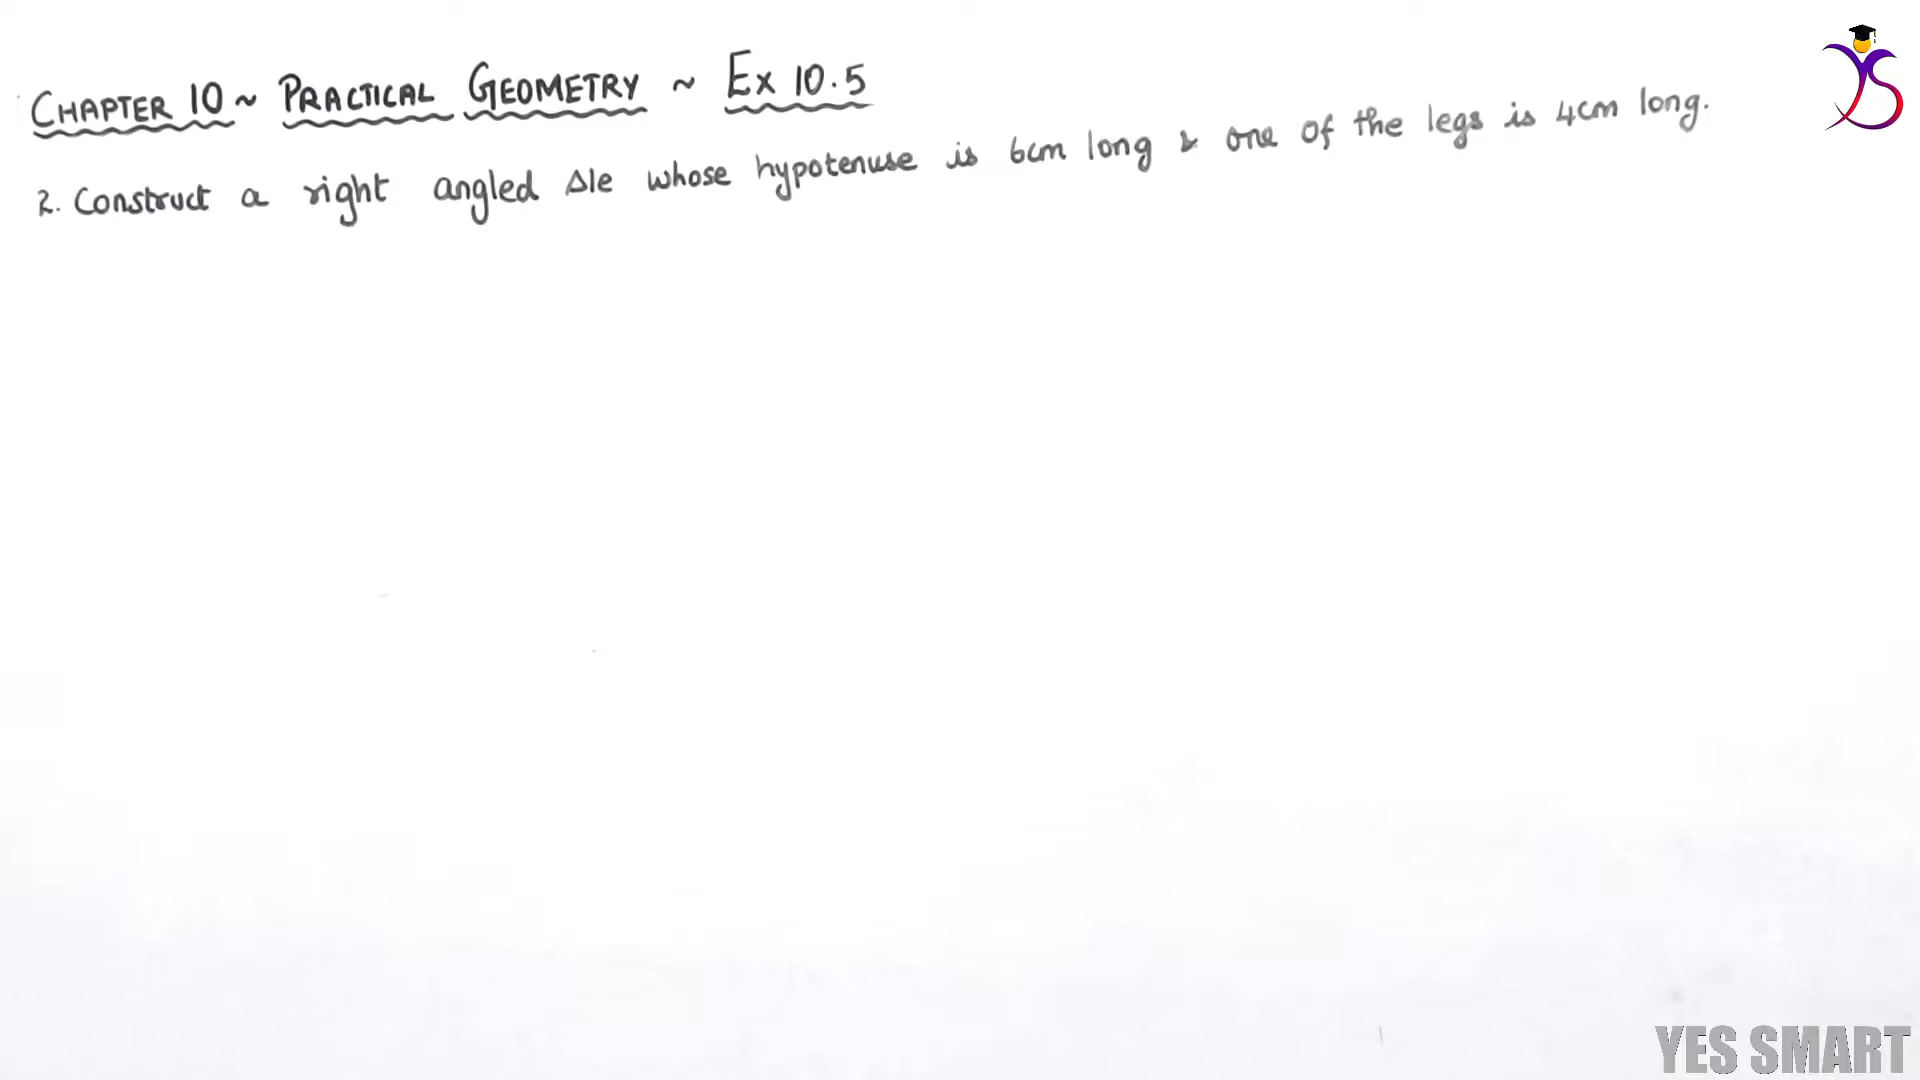 CHAPTER 10 ~ PRACTICAL GEOMETRY ~ Ex 10.5
2. Construct a right angled Δle whose hypotenuse is 6cm long & one of the legs is 4cm long.
YS
YES SMART